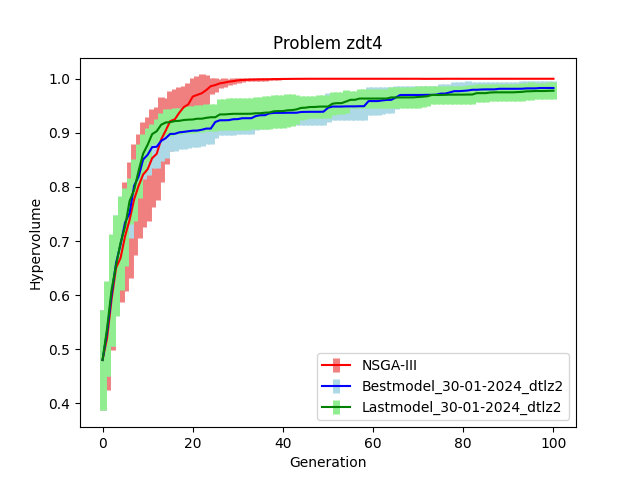 Problem zdt4
Hypervolume
1.0
0.9
0.8
0.7
0.6
0.5
0.4
0 20 40 60 80 100
Generation
NSGA-III
Bestmodel_30-01-2024_dtlz2
Lastmodel_30-01-2024_dtlz2